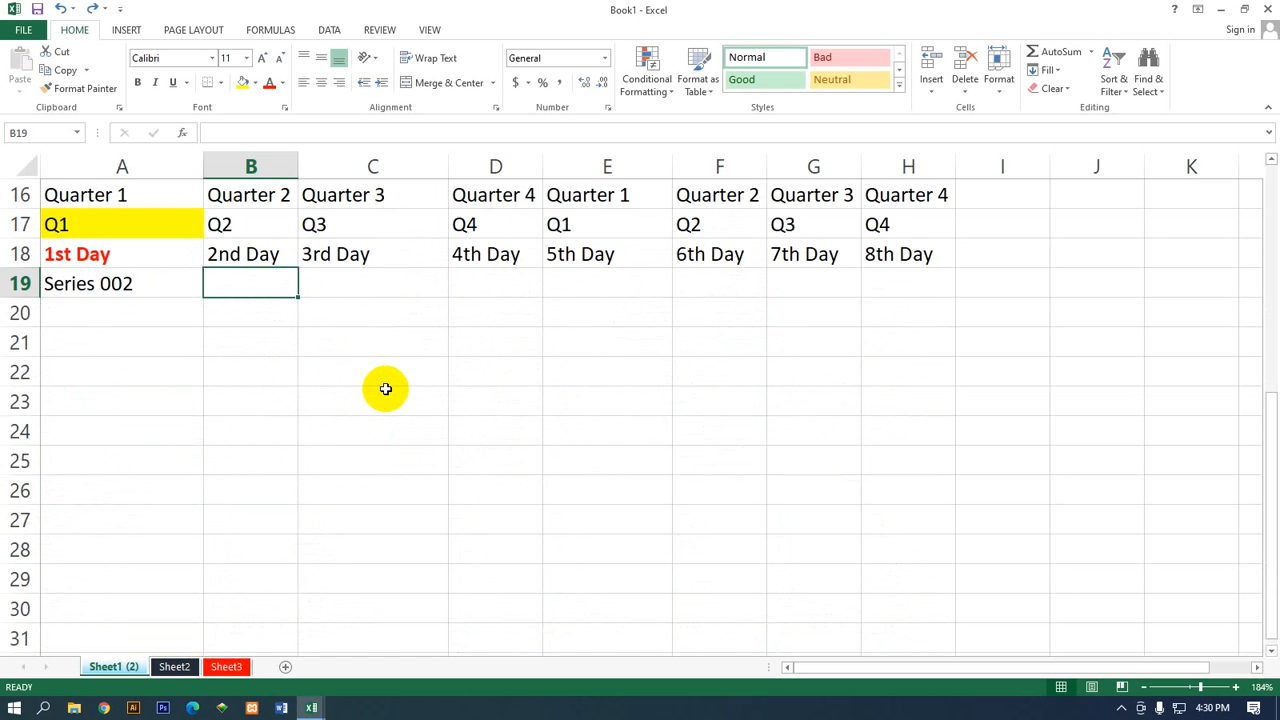 Book1 - Excel
FILE HOME INSERT PAGE LAYOUT FORMULAS DATA REVIEW VIEW Sign in
Paste Cut Copy Format Painter Clipboard
Calibri 11 B I U Font
Wrap Text Merge & Center Alignment
General $ % , Number
Conditional Formatting Format as Table Normal Bad Good Neutral Styles
Insert Delete Format Cells
AutoSum Fill Clear Sort & Filter Find & Select Editing
B19 fx
A B C D E F G H I J K
16 Quarter 1 Quarter 2 Quarter 3 Quarter 4 Quarter 1 Quarter 2 Quarter 3 Quarter 4
17 Q1 Q2 Q3 Q4 Q1 Q2 Q3 Q4
18 1st Day 2nd Day 3rd Day 4th Day 5th Day 6th Day 7th Day 8th Day
19 Series 002
20
21
22
23
24
25
26
27
28
29
30
31
Sheet1 (2) Sheet2 Sheet3
READY 184%
4:30 PM